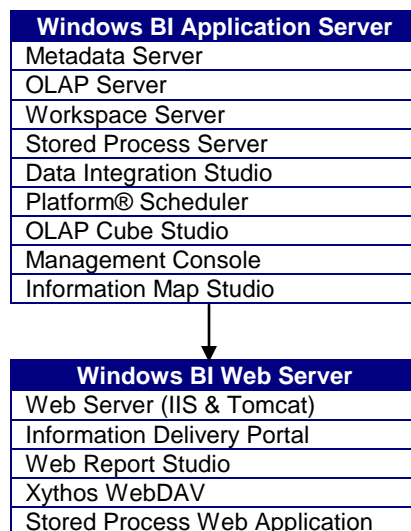 Windows BI Application Server
Metadata Server
OLAP Server
Workspace Server
Stored Process Server
Data Integration Studio
Platform® Scheduler
OLAP Cube Studio
Management Console
Information Map Studio
Windows BI Web Server
Web Server (IIS & Tomcat)
Information Delivery Portal
Web Report Studio
Xythos WebDAV
Stored Process Web Application